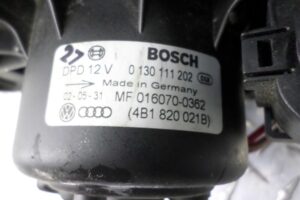 BOSCH
DPD 12 V 0 130 111 202
Made in Germany
02-05-31 MF 016070-0362
(4B1 820 021B)